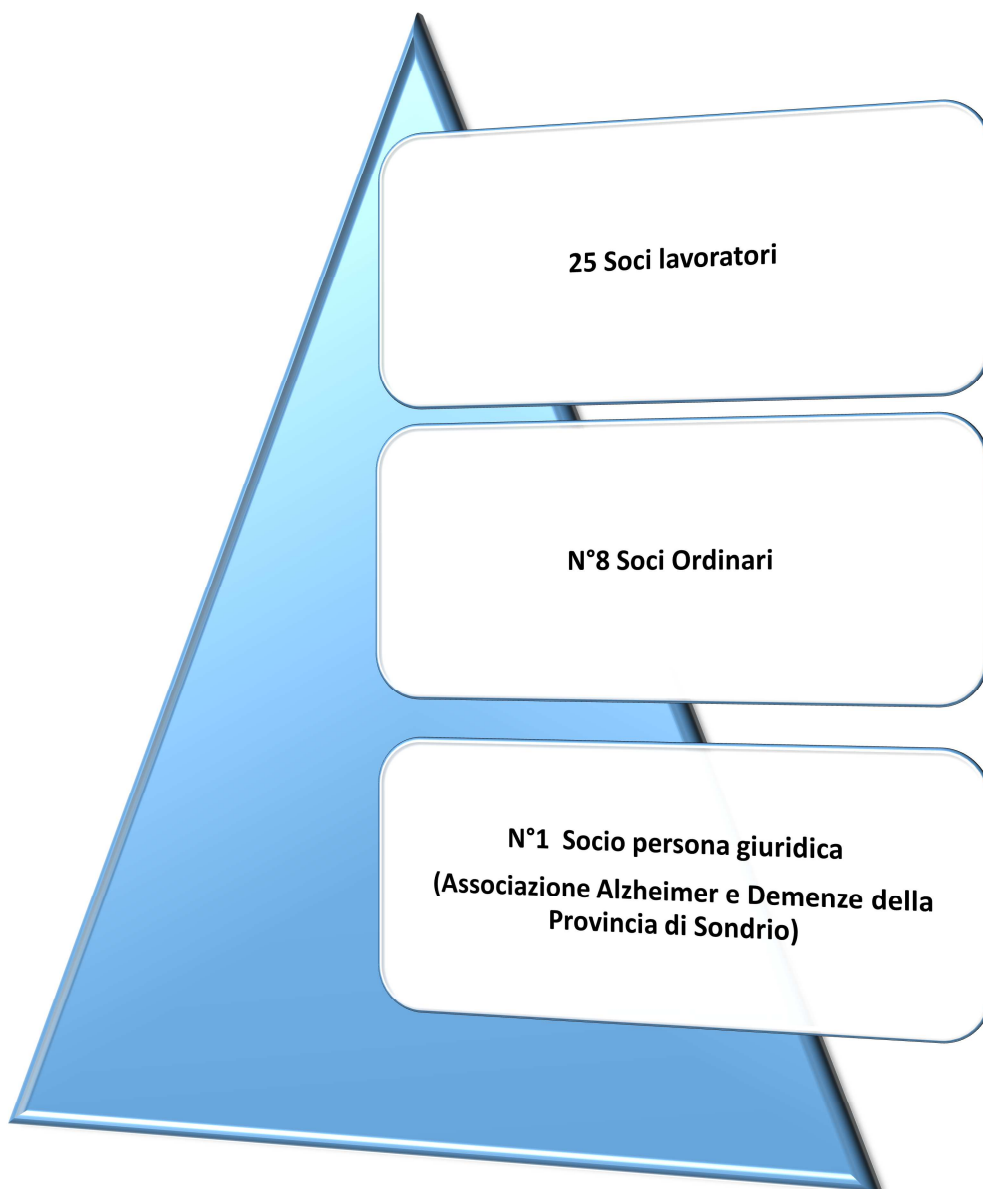 25 Soci lavoratori
N°8 Soci Ordinari
N°1 Socio persona giuridica
(Associazione Alzheimer e Demenze della
Provincia di Sondrio)